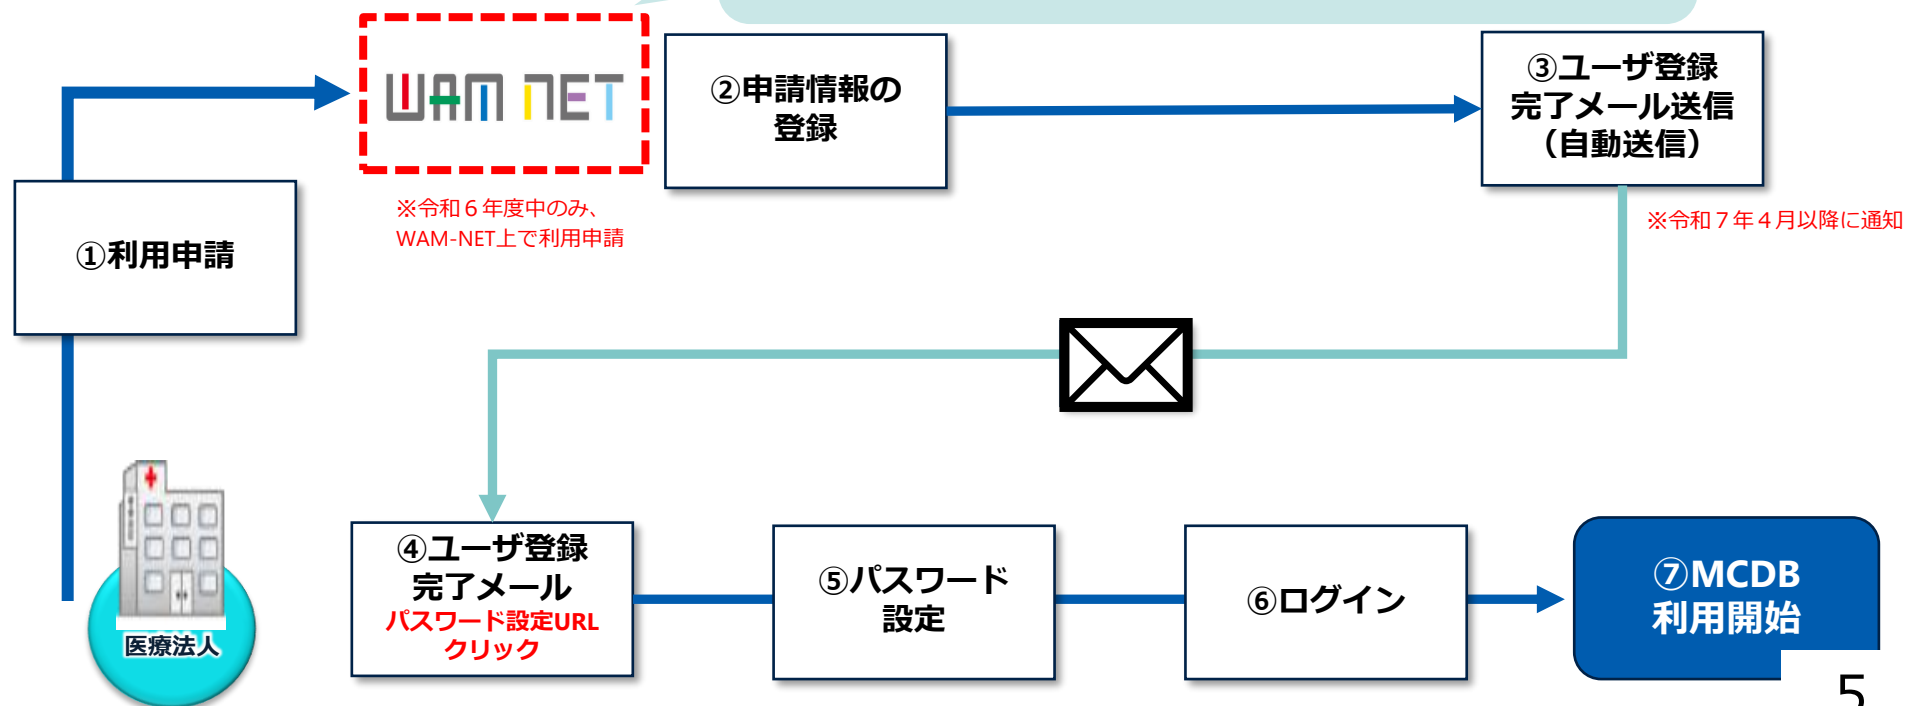 WAM NET
②申請情報の
登録
③ユーザ登録
完了メール送信
（自動送信）
※令和６年度中のみ、
WAM-NET上で利用申請
※令和７年４月以降に通知
①利用申請
医療法人
④ユーザ登録
完了メール
パスワード設定URL
クリック
⑤パスワード
設定
⑥ログイン
⑦MCDB
利用開始
5